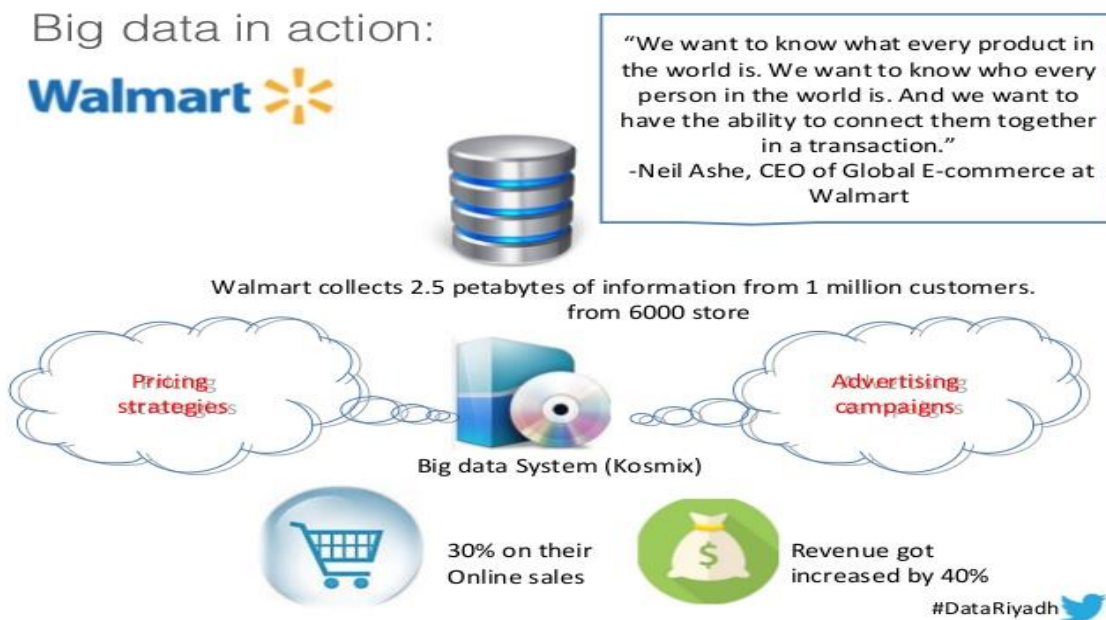 Big data in action:
Walmart
“We want to know what every product in
the world is. We want to know who every
person in the world is. And we want to
have the ability to connect them together
in a transaction.”
-Neil Ashe, CEO of Global E-commerce at
Walmart
Walmart collects 2.5 petabytes of information from 1 million customers.
from 6000 store
Pricing
strategies
Advertising
campaigns
Big data System (Kosmix)
30% on their
Online sales
$
Revenue got
increased by 40%
#DataRiyadh